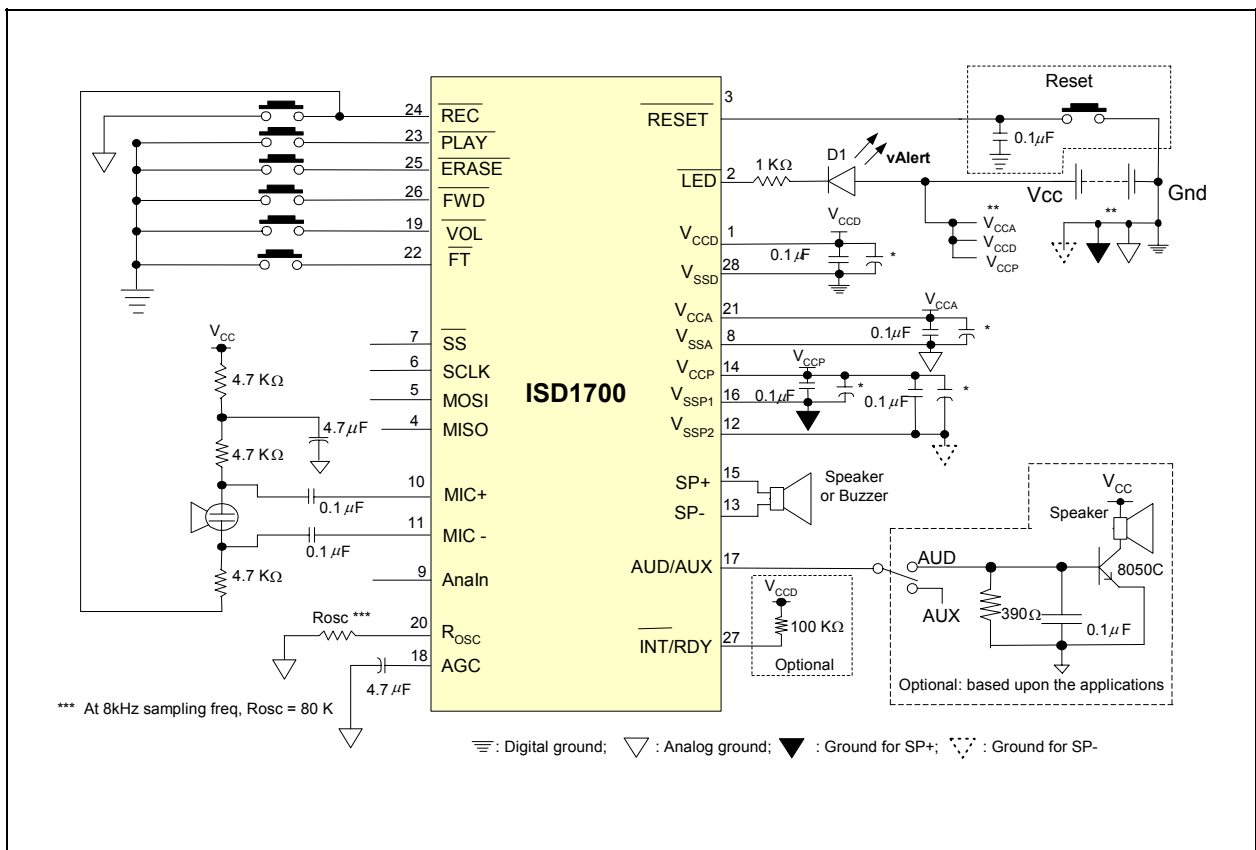 Reset
3
RESET
0.1µF
24
REC
23
PLAY
25
ERASE
26
FWD
19
VOL
22
FT
D1
vAlert
1 KΩ
2
LED
Vcc
Gnd
**
**
VCCA
VCCD
VCCP
VCCD
1
VCCD
0.1µF
*
28
VSSD
VCCA
21
VCCA
0.1µF
*
8
VSSA
VCCP
14
VCCP
0.1µF
*
0.1µF
*
16
VSSP1
12
VSSP2
VCC
4.7 KΩ
4.7µF
4.7 KΩ
4.7 KΩ
7
SS
6
SCLK
5
MOSI
4
MISO
ISD1700
10
MIC+
0.1µF
11
MIC -
0.1µF
9
AnaIn
Rosc ***
20
ROSC
18
AGC
4.7µF
15
SP+
13
SP-
Speaker
or Buzzer
17
AUD/AUX
AUD
AUX
VCC
Speaker
8050C
390Ω
0.1µF
Optional: based upon the applications
VCCD
100 KΩ
27
INT/RDY
Optional
*** At 8kHz sampling freq, Rosc = 80 K
: Digital ground; : Analog ground; : Ground for SP+; : Ground for SP-